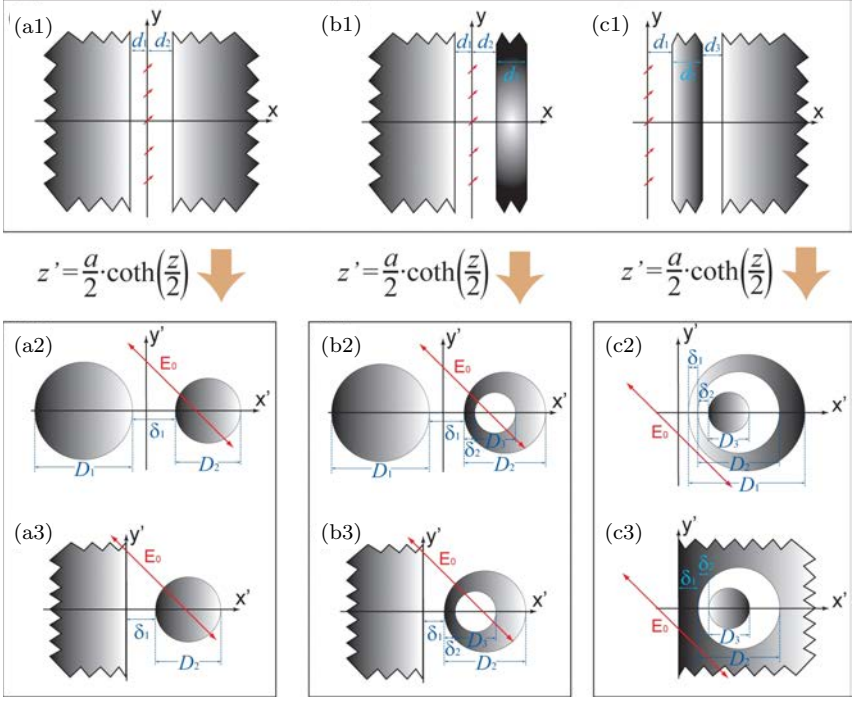 (a1) y d₁ d₂ x
(b1) y d₁ d₂ d₃ x
(c1) y d₁ d₂ d₃ x
z' = a/2 · coth(z/2)
z' = a/2 · coth(z/2)
z' = a/2 · coth(z/2)
(a2) y' E₀ x' δ₁ D₁ D₂
(b2) y' E₀ x' δ₁ δ₂ D₃ D₁ D₂
(c2) y' δ₁ δ₂ x' E₀ D₃ D₂ D₁
(a3) y' E₀ x' δ₁ D₂
(b3) y' E₀ x' δ₁ δ₂ D₃ D₂
(c3) y' δ₁ δ₂ x' E₀ D₃ D₂